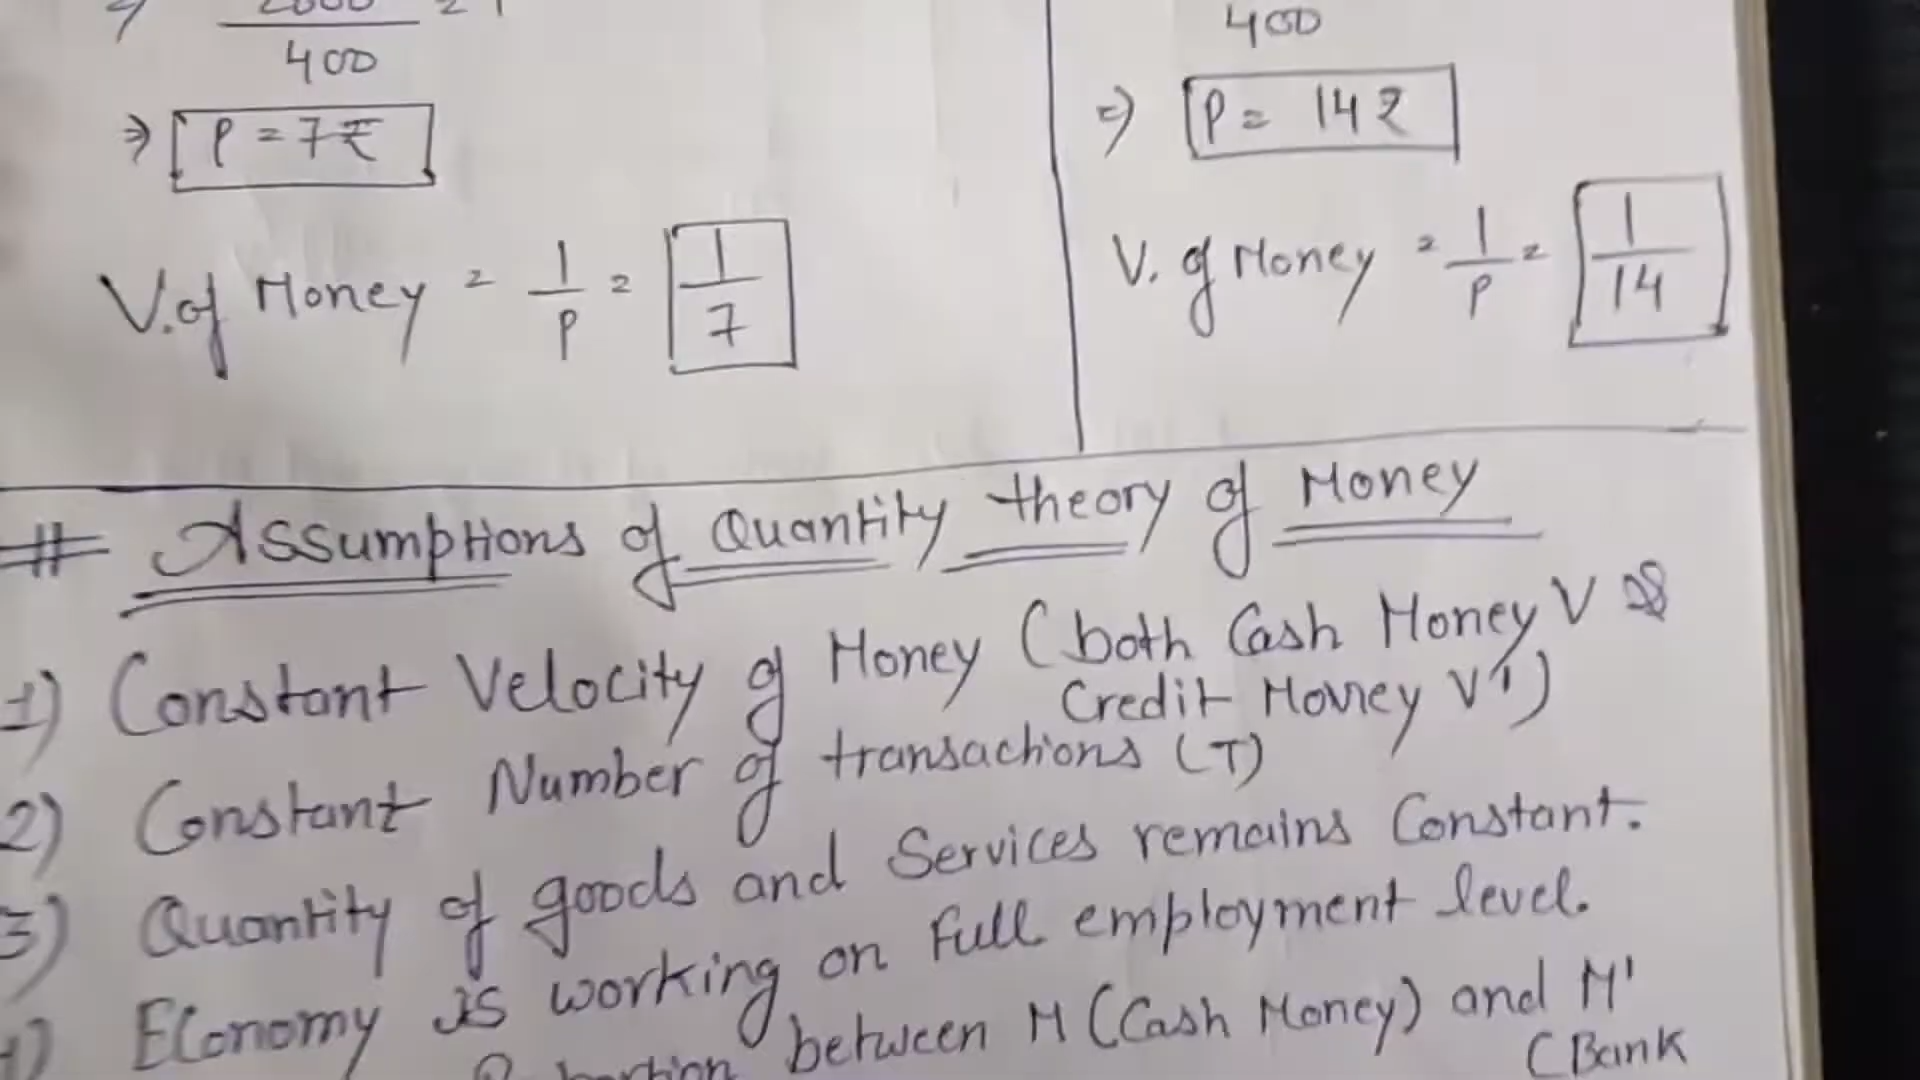 400
⇒ P = 7₹
V. of Money = 1/P = 1/7
400
⇒ P = 14₹
V. of Money = 1/P = 1/14
# Assumptions of Quantity theory of Money
1) Constant Velocity of Money (both Cash Money V &
Credit Money V')
2) Constant Number of transactions (T)
3) Quantity of goods and Services remains Constant.
Economy is working on full employment level.
between M (Cash Money) and M'
(Bank